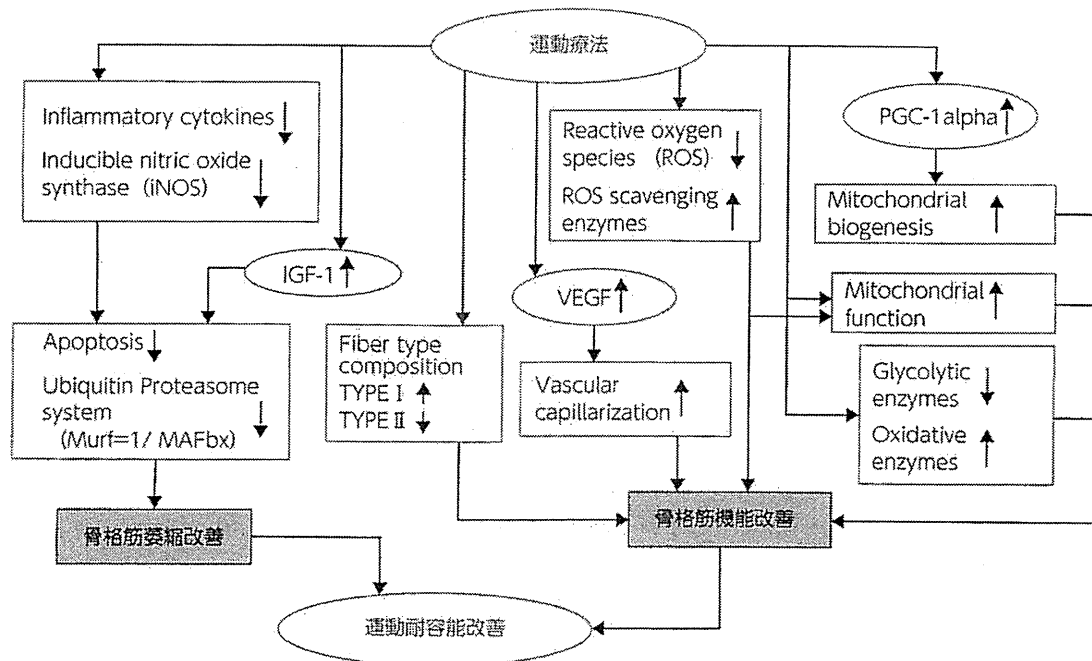 運動療法
Inflammatory cytokines ↓
Inducible nitric oxide
synthase (iNOS) ↓
IGF-1 ↑
Apoptosis ↓
Ubiquitin Proteasome
system ↓
(Murf=1/ MAFbx)
骨格筋萎縮改善
Fiber type
composition
TYPE Ⅰ ↑
TYPE Ⅱ ↓
VEGF ↑
Vascular
capillarization ↑
Reactive oxygen
species (ROS) ↓
ROS scavenging
enzymes ↑
PGC-1alpha ↑
Mitochondrial
biogenesis ↑
Mitochondrial
function ↑
Glycolytic
enzymes ↓
Oxidative
enzymes ↑
骨格筋機能改善
運動耐容能改善